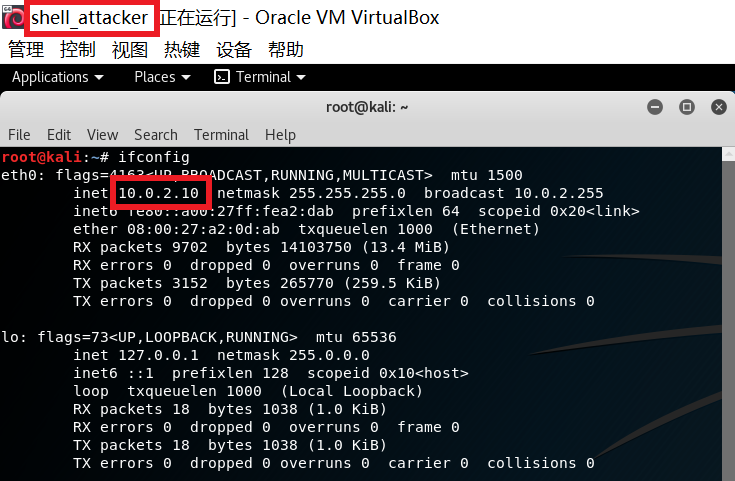 64 shell_attacker [正在运行] - Oracle VM VirtualBox
管理 控制 视图 热键 设备 帮助
Applications Places Terminal
root@kali: ~
File Edit View Search Terminal Help
root@kali:~# ifconfig
eth0: flags=4163<UP,BROADCAST,RUNNING,MULTICAST> mtu 1500
inet 10.0.2.10 netmask 255.255.255.0 broadcast 10.0.2.255
inet6 fe80::a00:27ff:fea2:dab prefixlen 64 scopeid 0x20<link>
ether 08:00:27:a2:0d:ab txqueuelen 1000 (Ethernet)
RX packets 9702 bytes 14103750 (13.4 MiB)
RX errors 0 dropped 0 overruns 0 frame 0
TX packets 3152 bytes 265770 (259.5 KiB)
TX errors 0 dropped 0 overruns 0 carrier 0 collisions 0
lo: flags=73<UP,LOOPBACK,RUNNING> mtu 65536
inet 127.0.0.1 netmask 255.0.0.0
inet6 ::1 prefixlen 128 scopeid 0x10<host>
loop txqueuelen 1000 (Local Loopback)
RX packets 18 bytes 1038 (1.0 KiB)
RX errors 0 dropped 0 overruns 0 frame 0
TX packets 18 bytes 1038 (1.0 KiB)
TX errors 0 dropped 0 overruns 0 carrier 0 collisions 0